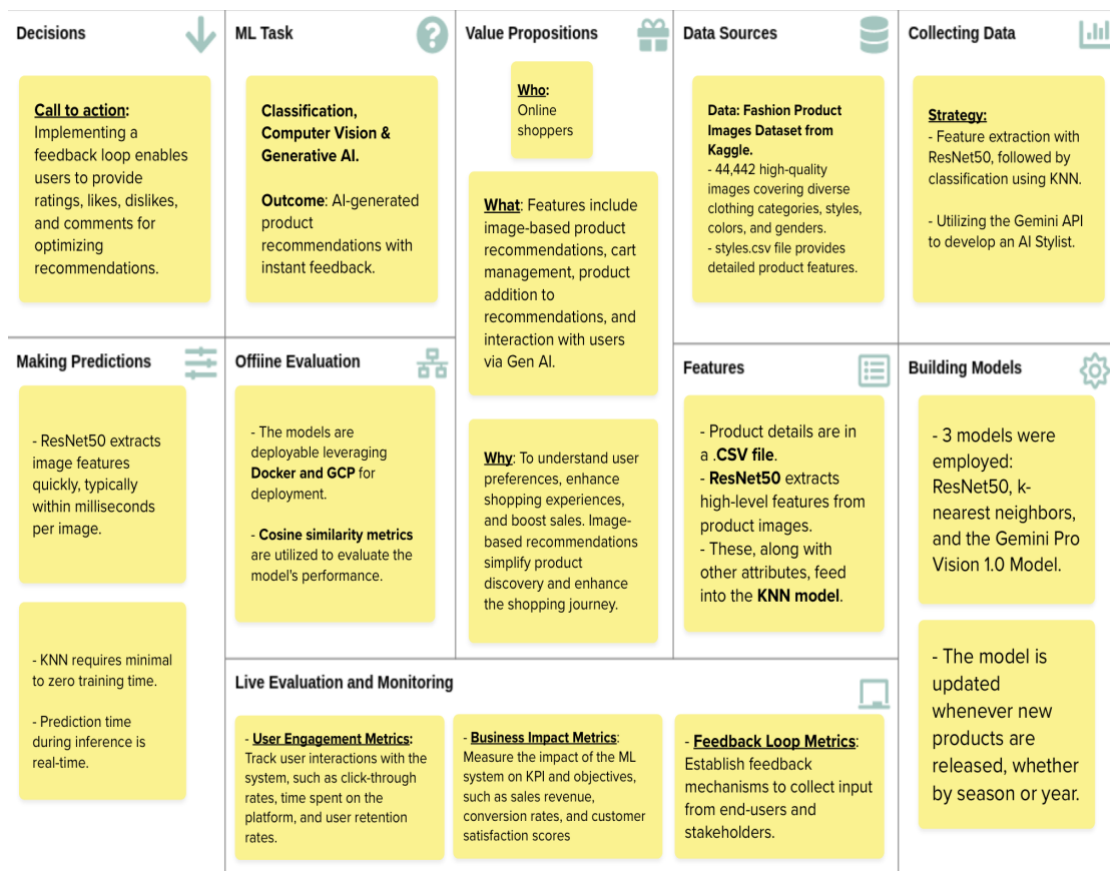 Decisions
Call to action:
Implementing a
feedback loop enables
users to provide
ratings, likes, dislikes,
and comments for
optimizing
recommendations.
ML Task
Classification,
Computer Vision &
Generative AI.
Outcome: AI-generated
product
recommendations with
instant feedback.
Value Propositions
Who:
Online
shoppers
What: Features include
image-based product
recommendations, cart
management, product
addition to
recommendations, and
interaction with users
via Gen AI.
Why: To understand user
preferences, enhance
shopping experiences,
and boost sales. Image-
based recommendations
simplify product
discovery and enhance
the shopping journey.
Data Sources
Data: Fashion Product
Images Dataset from
Kaggle.
- 44,442 high-quality
images covering diverse
clothing categories, styles,
colors, and genders.
- styles.csv file provides
detailed product features.
Collecting Data
Strategy:
- Feature extraction with
ResNet50, followed by
classification using KNN.
- Utilizing the Gemini API
to develop an AI Stylist.
Making Predictions
- ResNet50 extracts
image features
quickly, typically
within milliseconds
per image.
- KNN requires minimal
to zero training time.
- Prediction time
during inference is
real-time.
Offline Evaluation
- The models are
deployable leveraging
Docker and GCP for
deployment.
- Cosine similarity metrics
are utilized to evaluate the
model's performance.
Features
- Product details are in
a .CSV file.
- ResNet50 extracts
high-level features from
product images.
- These, along with
other attributes, feed
into the KNN model.
Building Models
- 3 models were
employed:
ResNet50, k-
nearest neighbors,
and the Gemini Pro
Vision 1.0 Model.
- The model is
updated
whenever new
products are
released, whether
by season or year.
Live Evaluation and Monitoring
- User Engagement Metrics:
Track user interactions with the
system, such as click-through
rates, time spent on the
platform, and user retention
rates.
- Business Impact Metrics:
Measure the impact of the ML
system on KPI and objectives,
such as sales revenue,
conversion rates, and customer
satisfaction scores
- Feedback Loop Metrics:
Establish feedback
mechanisms to collect input
from end-users and
stakeholders.